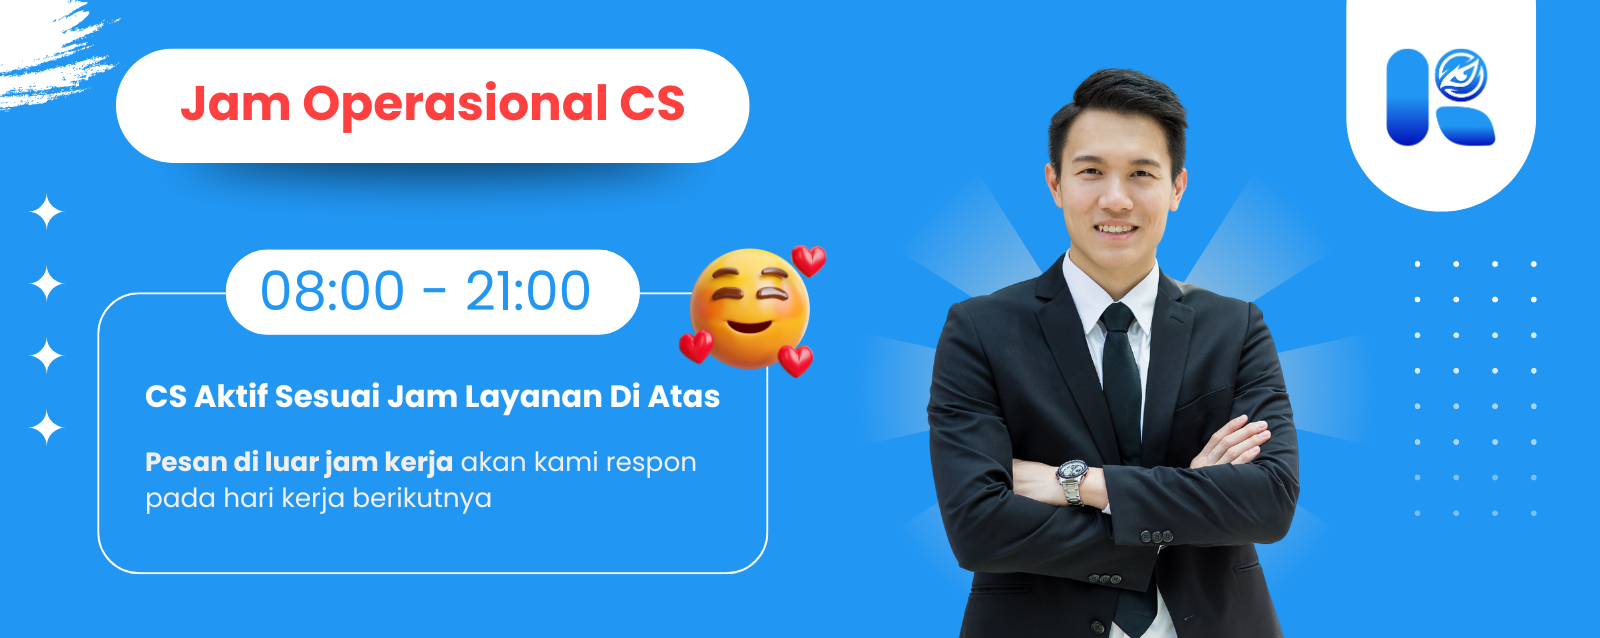 Jam Operasional CS
08:00 - 21:00
CS Aktif Sesuai Jam Layanan Di Atas
Pesan di luar jam kerja akan kami respon
pada hari kerja berikutnya